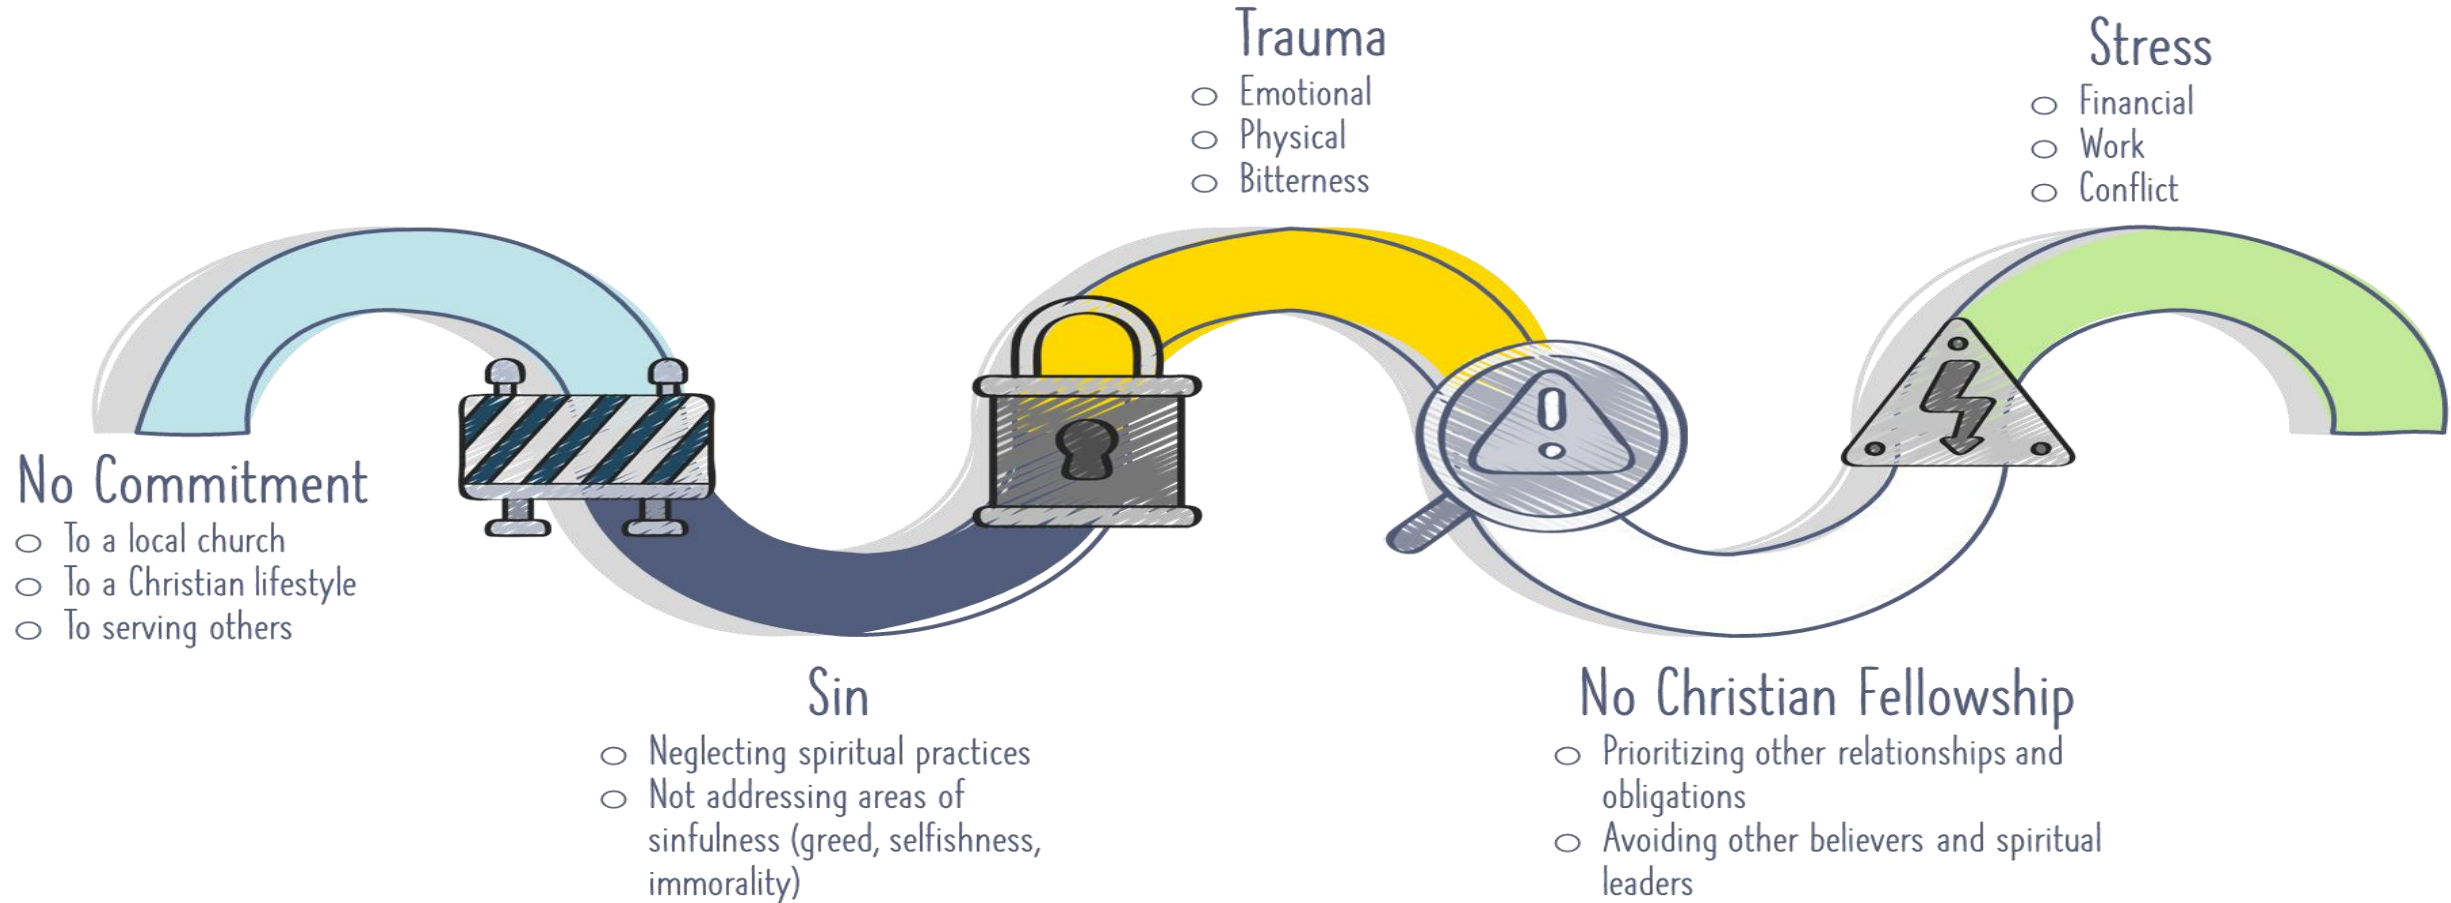 No Commitment
To a local church
To a Christian lifestyle
To serving others
Sin
Neglecting spiritual practices
Not addressing areas of
sinfulness (greed, selfishness,
immorality)
Trauma
Emotional
Physical
Bitterness
No Christian Fellowship
Prioritizing other relationships and
obligations
Avoiding other believers and spiritual
leaders
Stress
Financial
Work
Conflict